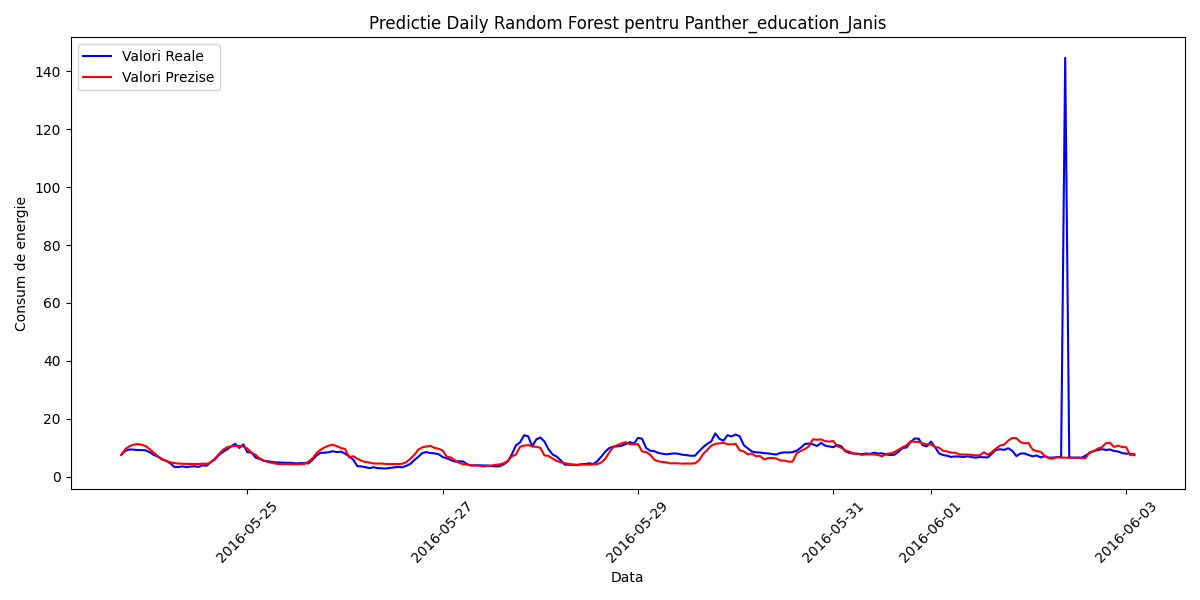 Predictie Daily Random Forest pentru Panther_education_Janis
Valori Reale
Valori Prezise
Consum de energie
140
120
100
80
60
40
20
0
2016-05-25
2016-05-27
2016-05-29
2016-05-31
2016-06-01
2016-06-03
Data